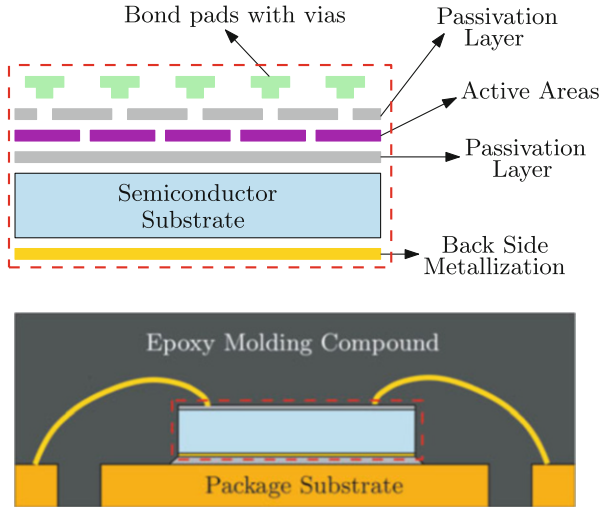 Bond pads with vias
Passivation
Layer
Active Areas
Passivation
Layer
Semiconductor
Substrate
Back Side
Metallization
Epoxy Molding Compound
Package Substrate